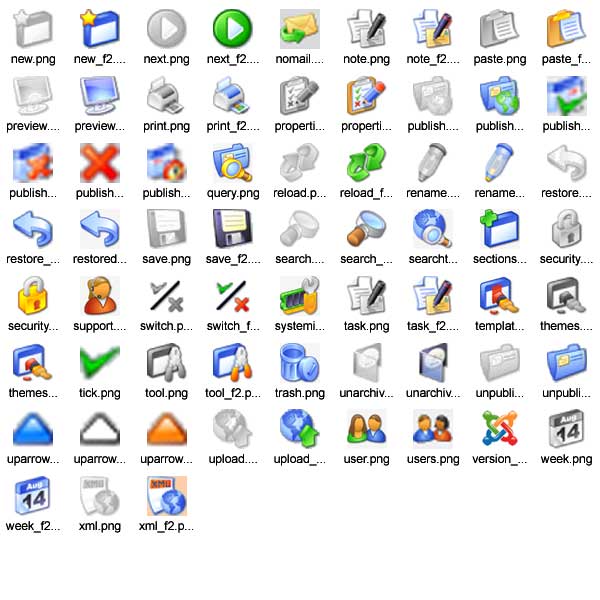 new.png new_f2.... next.png next_f2.... nomail.... note.png note_f2.... paste.png paste_f...
preview.... preview... print.png print_f2.... properti... properti... publish.... publish... publish...
publish... publish... publish... query.png reload.p... reload_f... rename.... rename... restore....
restore_... restored... save.png save_f2.... search.... search_... searcht... sections... security....
security... support.... switch.p... switch_f... systemi... task.png task_f2.... templat... themes....
themes... tick.png tool.png tool_f2.p... trash.png unarchiv... unarchiv... unpubli... unpubli...
uparrow... uparrow... uparrow... upload.... upload_... user.png users.png version_... week.png
Aug
14
Aug
14
XML
XML
week_f2... xml.png xml_f2.p...